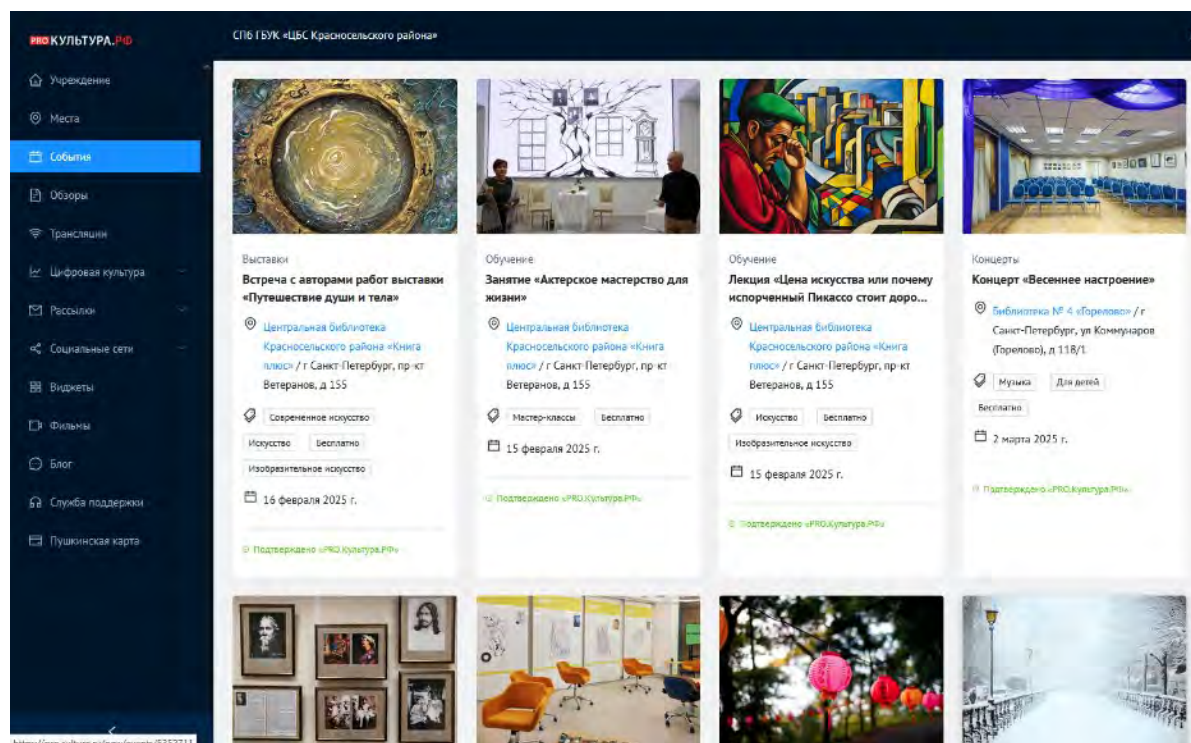 PRO КУЛЬТУРА.РФ
СПб ГБУК «ЦБС Красносельского района»
Учреждение
Места
События
Обзоры
Трансляции
Цифровая культура
Рассылки
Социальные сети
Виджеты
Фильмы
Блог
Служба поддержки
Пушкинская карта
Выставки
Встреча с авторами работ выставки
«Путешествие души и тела»
Центральная библиотека
Красносельского района «Книга
плюс» / г Санкт-Петербург, пр-кт
Ветеранов, д 155
Современное искусство
Искусство Бесплатно
Изобразительное искусство
16 февраля 2025 г.
Подтверждено «PRO.Культура.РФ»
Обучение
Занятие «Актерское мастерство для
жизни»
Центральная библиотека
Красносельского района «Книга
плюс» / г Санкт-Петербург, пр-кт
Ветеранов, д 155
Мастер-классы Бесплатно
15 февраля 2025 г.
Подтверждено «PRO.Культура.РФ»
Обучение
Лекция «Цена искусства или почему
испорченный Пикассо стоит доро...
Центральная библиотека
Красносельского района «Книга
плюс» / г Санкт-Петербург, пр-кт
Ветеранов, д 155
Искусство Бесплатно
Изобразительное искусство
15 февраля 2025 г.
Подтверждено «PRO.Культура.РФ»
Концерты
Концерт «Весеннее настроение»
Библиотека № 4 «Горелово» / г
Санкт-Петербург, ул Коммунаров
(Горелово), д 118/1
Музыка Для детей
Бесплатно
2 марта 2025 г.
Подтверждено «PRO.Культура.РФ»